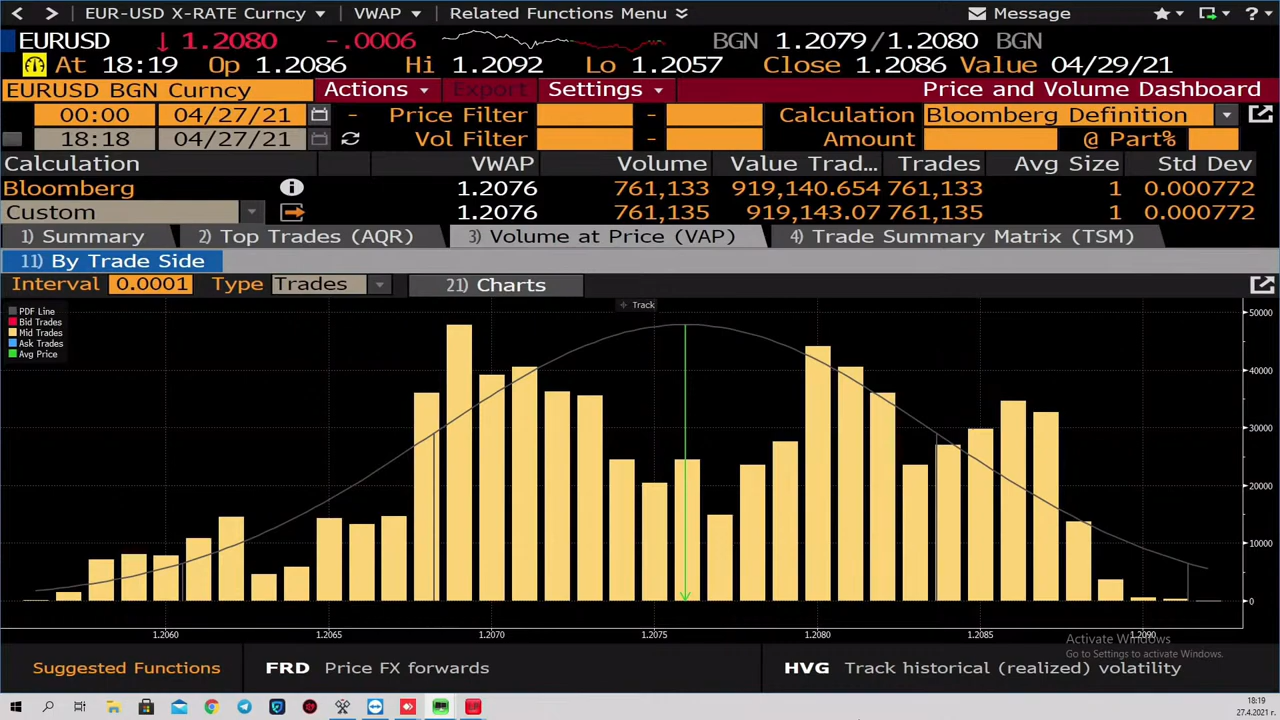 EUR-USD X-RATE Curncy VWAP Related Functions Menu Message
EURUSD 1.2080 -.0006 BGN 1.2079/1.2080 BGN
At 18:19 Op 1.2086 Hi 1.2092 Lo 1.2057 Close 1.2086 Value 04/29/21
EURUSD BGN Curncy Actions Export Settings Price and Volume Dashboard
00:00 04/27/21 - Price Filter - Calculation Bloomberg Definition
18:18 04/27/21 Vol Filter - Amount @ Part%
Calculation VWAP Volume Value Trad... Trades Avg Size Std Dev
Bloomberg 1.2076 761,133 919,140.654 761,133 1 0.000772
Custom 1.2076 761,135 919,143.07 761,135 1 0.000772
1) Summary 2) Top Trades (AQR) 3) Volume at Price (VAP) 4) Trade Summary Matrix (TSM)
11) By Trade Side
Interval 0.0001 Type Trades 21) Charts
Track
PDF Line
Bid Trades
Mid Trades
Ask Trades
Avg Price
50000
40000
30000
20000
10000
0
1.2060 1.2065 1.2070 1.2075 1.2080 1.2085 1.2090
Activate Windows
Go to Settings to activate Windows.
Suggested Functions FRD Price FX forwards HVG Track historical (realized) volatility
18:19
27.4.2021 г.